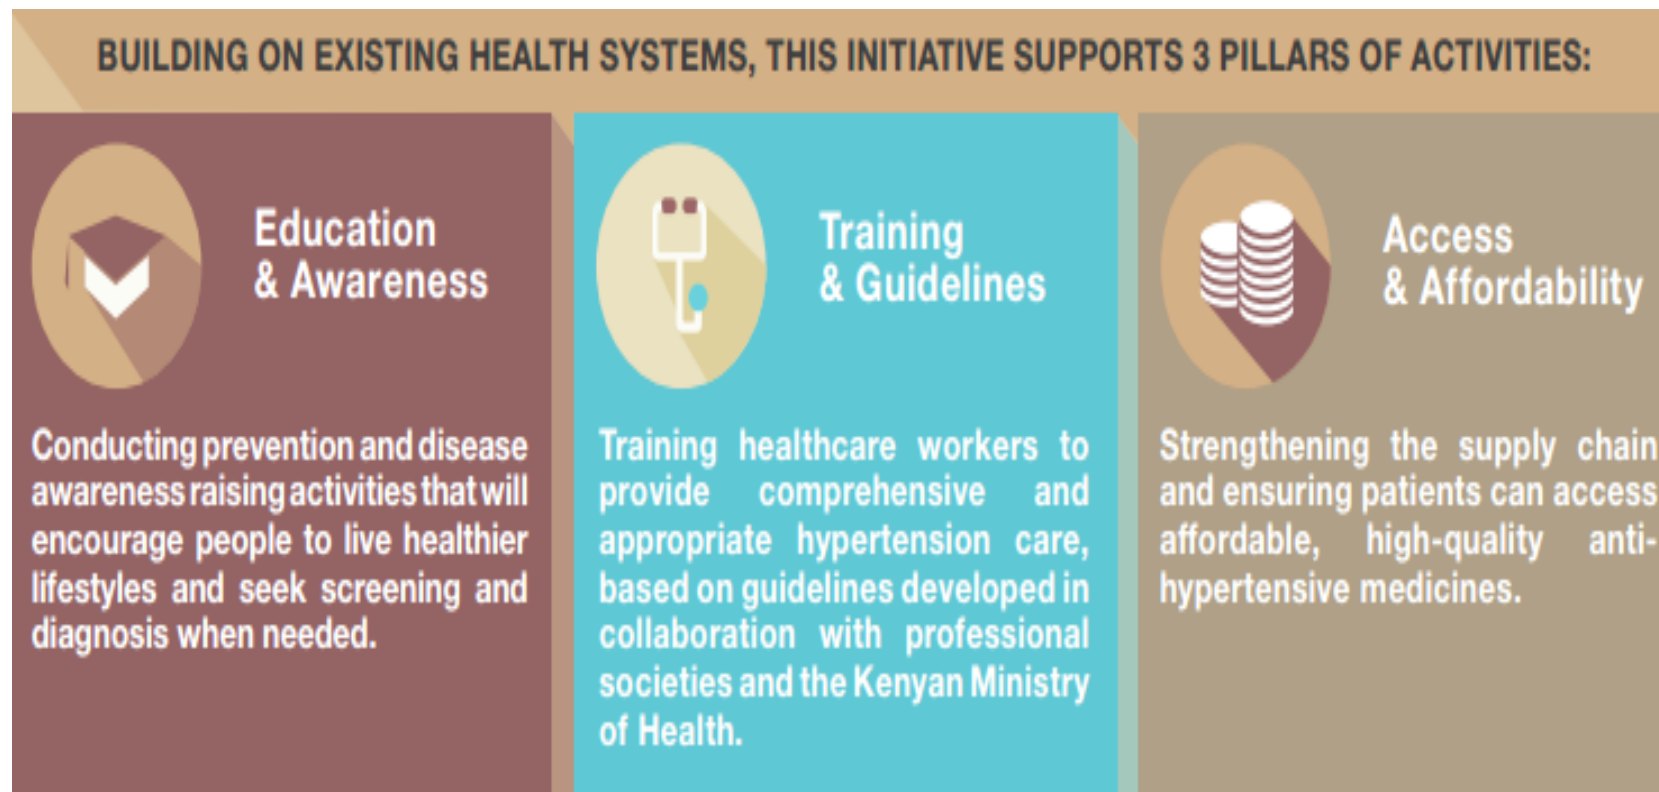 BUILDING ON EXISTING HEALTH SYSTEMS, THIS INITIATIVE SUPPORTS 3 PILLARS OF ACTIVITIES:
Education
& Awareness
Conducting prevention and disease
awareness raising activities that will
encourage people to live healthier
lifestyles and seek screening and
diagnosis when needed.
Training
& Guidelines
Training healthcare workers to
provide comprehensive and
appropriate hypertension care,
based on guidelines developed in
collaboration with professional
societies and the Kenyan Ministry
of Health.
Access
& Affordability
Strengthening the supply chain
and ensuring patients can access
affordable, high-quality anti-
hypertensive medicines.